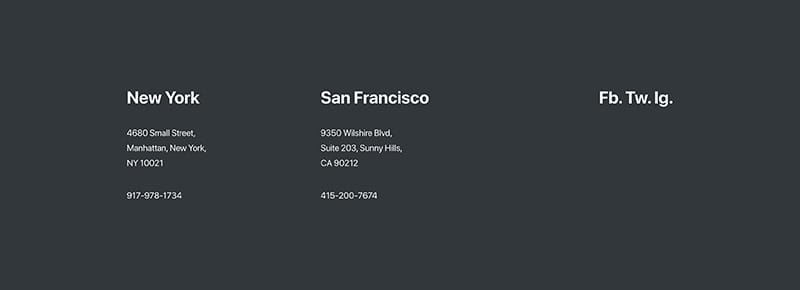 New York
4680 Small Street,
Manhattan, New York,
NY 10021
917-978-1734
San Francisco
9350 Wilshire Blvd,
Suite 203, Sunny Hills,
CA 90212
415-200-7674
Fb. Tw. Ig.